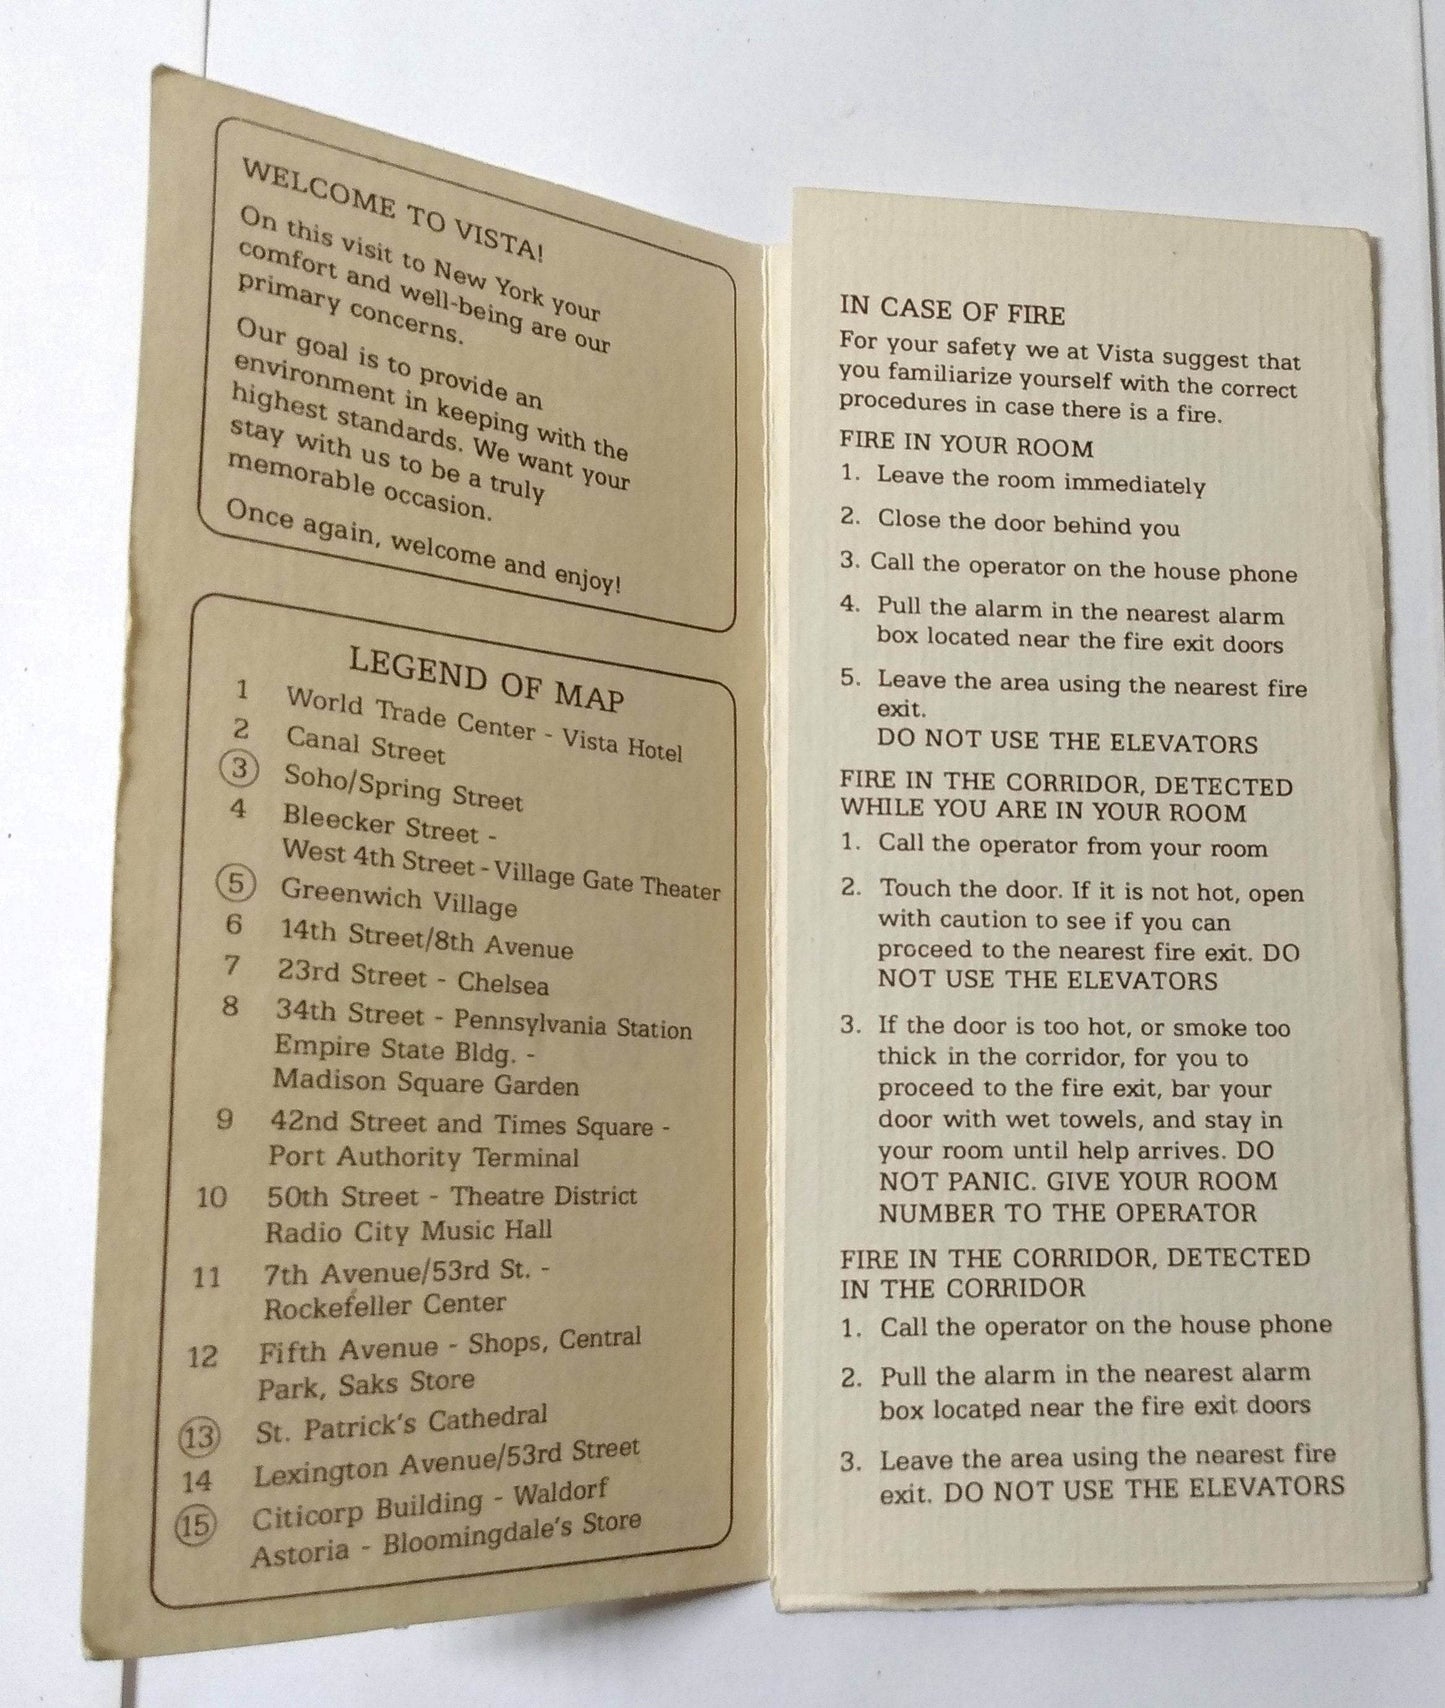 WELCOME TO VISTA!
On this visit to New York your
comfort and well-being are our
primary concerns.
Our goal is to provide an
environment in keeping with the
highest standards. We want your
stay with us to be a truly
memorable occasion.
Once again, welcome and enjoy!
LEGEND OF MAP
1 World Trade Center - Vista Hotel
2 Canal Street
3 Soho/Spring Street
4 Bleecker Street -
West 4th Street - Village Gate Theater
5 Greenwich Village
6 14th Street/8th Avenue
7 23rd Street - Chelsea
8 34th Street - Pennsylvania Station
Empire State Bldg. -
Madison Square Garden
9 42nd Street and Times Square -
Port Authority Terminal
10 50th Street - Theatre District
Radio City Music Hall
11 7th Avenue/53rd St. -
Rockefeller Center
12 Fifth Avenue - Shops, Central
Park, Saks Store
13 St. Patrick's Cathedral
14 Lexington Avenue/53rd Street
15 Citicorp Building - Waldorf
Astoria - Bloomingdale's Store
IN CASE OF FIRE
For your safety we at Vista suggest that
you familiarize yourself with the correct
procedures in case there is a fire.
FIRE IN YOUR ROOM
1. Leave the room immediately
2. Close the door behind you
3. Call the operator on the house phone
4. Pull the alarm in the nearest alarm
box located near the fire exit doors
5. Leave the area using the nearest fire
exit.
DO NOT USE THE ELEVATORS
FIRE IN THE CORRIDOR, DETECTED
WHILE YOU ARE IN YOUR ROOM
1. Call the operator from your room
2. Touch the door. If it is not hot, open
with caution to see if you can
proceed to the nearest fire exit. DO
NOT USE THE ELEVATORS
3. If the door is too hot, or smoke too
thick in the corridor, for you to
proceed to the fire exit, bar your
door with wet towels, and stay in
your room until help arrives. DO
NOT PANIC. GIVE YOUR ROOM
NUMBER TO THE OPERATOR
FIRE IN THE CORRIDOR, DETECTED
IN THE CORRIDOR
1. Call the operator on the house phone
2. Pull the alarm in the nearest alarm
box located near the fire exit doors
3. Leave the area using the nearest fire
exit. DO NOT USE THE ELEVATORS